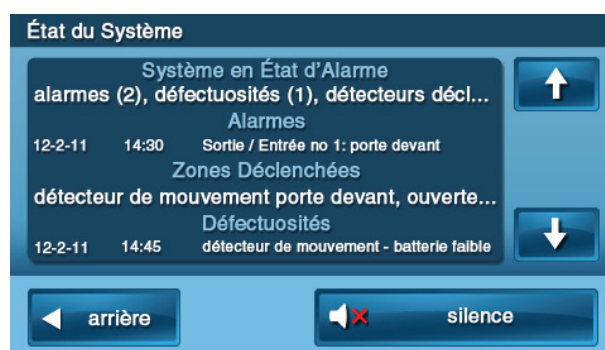 État du Système
Système en État d'Alarme
alarmes (2), défectuosités (1), détecteurs décl...
Alarmes
12-2-11 14:30 Sortie / Entrée no 1: porte devant
Zones Déclenchées
détecteur de mouvement porte devant, ouverte...
Défectuosités
12-2-11 14:45 détecteur de mouvement - batterie faible
arrière silence